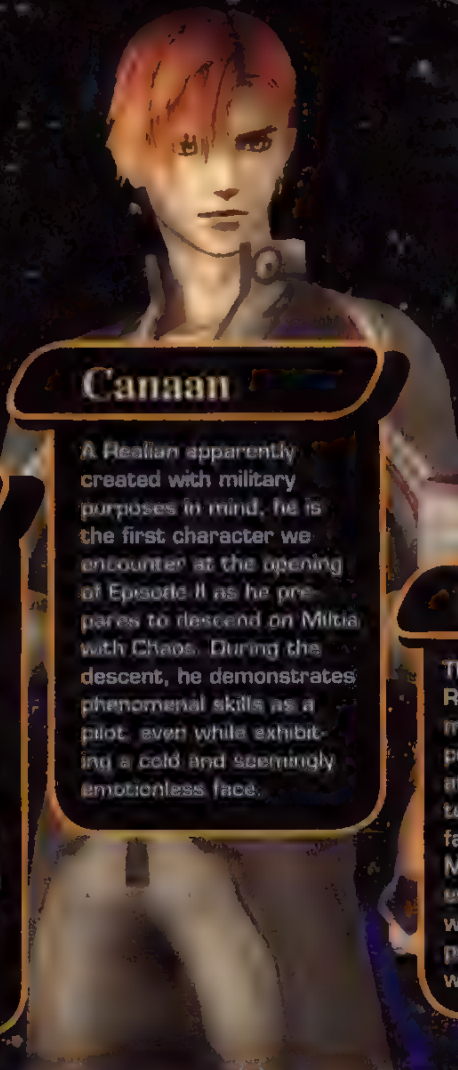 Canaan
A Realian apparently
created with military
purposes in mind, he is
the first character we
encounter at the opening
of Episode II as he pre-
pares to descend on Miltia
with Chaos. During the
descent, he demonstrates
phenomenal skills as a
pilot, even while exhibit-
ing a cold and seemingly
emotionless face.